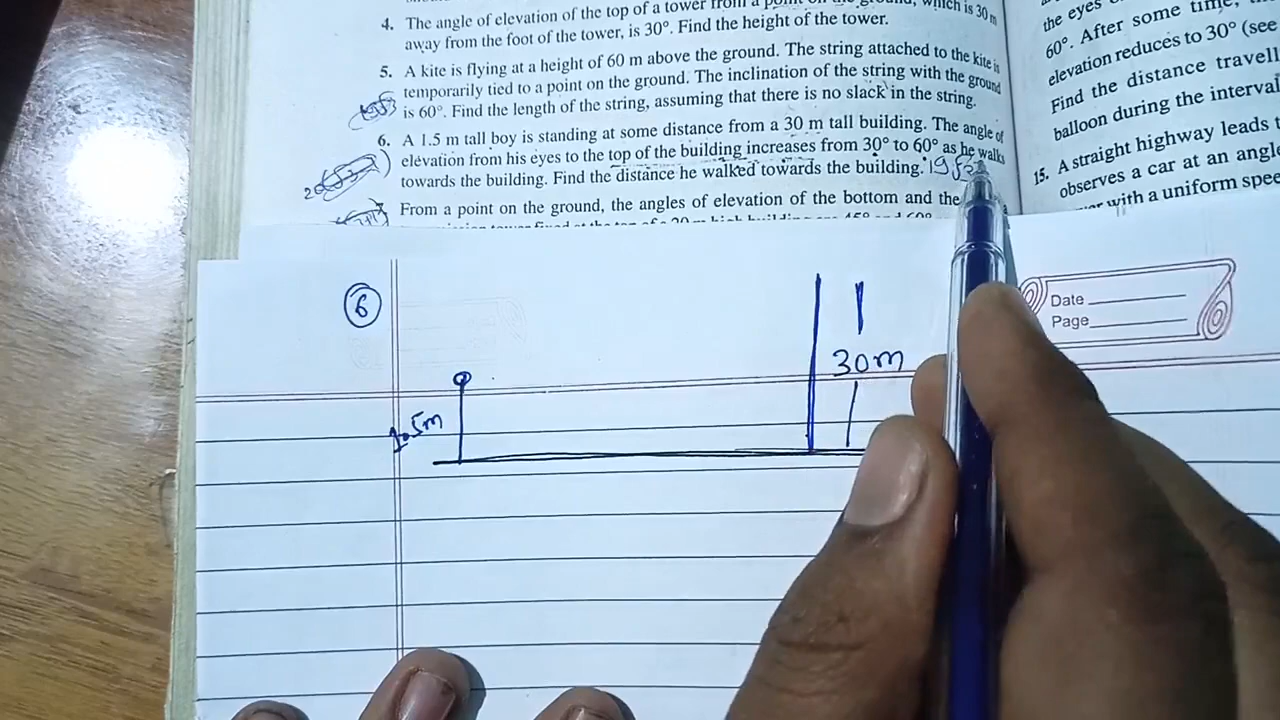 4. The angle of elevation of the top of a tower from a point on the ground, which is 30 m
away from the foot of the tower, is 30°. Find the height of the tower.
5. A kite is flying at a height of 60 m above the ground. The string attached to the kite is
temporarily tied to a point on the ground. The inclination of the string with the ground
is 60°. Find the length of the string, assuming that there is no slack in the string.
6. A 1.5 m tall boy is standing at some distance from a 30 m tall building. The angle of
elevation from his eyes to the top of the building increases from 30° to 60° as he walks
towards the building. Find the distance he walked towards the building.
From a point on the ground, the angles of elevation of the bottom and the
the eyes
60°. After some time,
elevation reduces to 30° (see
Find the distance travell
balloon during the interval
15. A straight highway leads t
observes a car at an angle
with a uniform spee
6
30m
1.5m
Date
Page